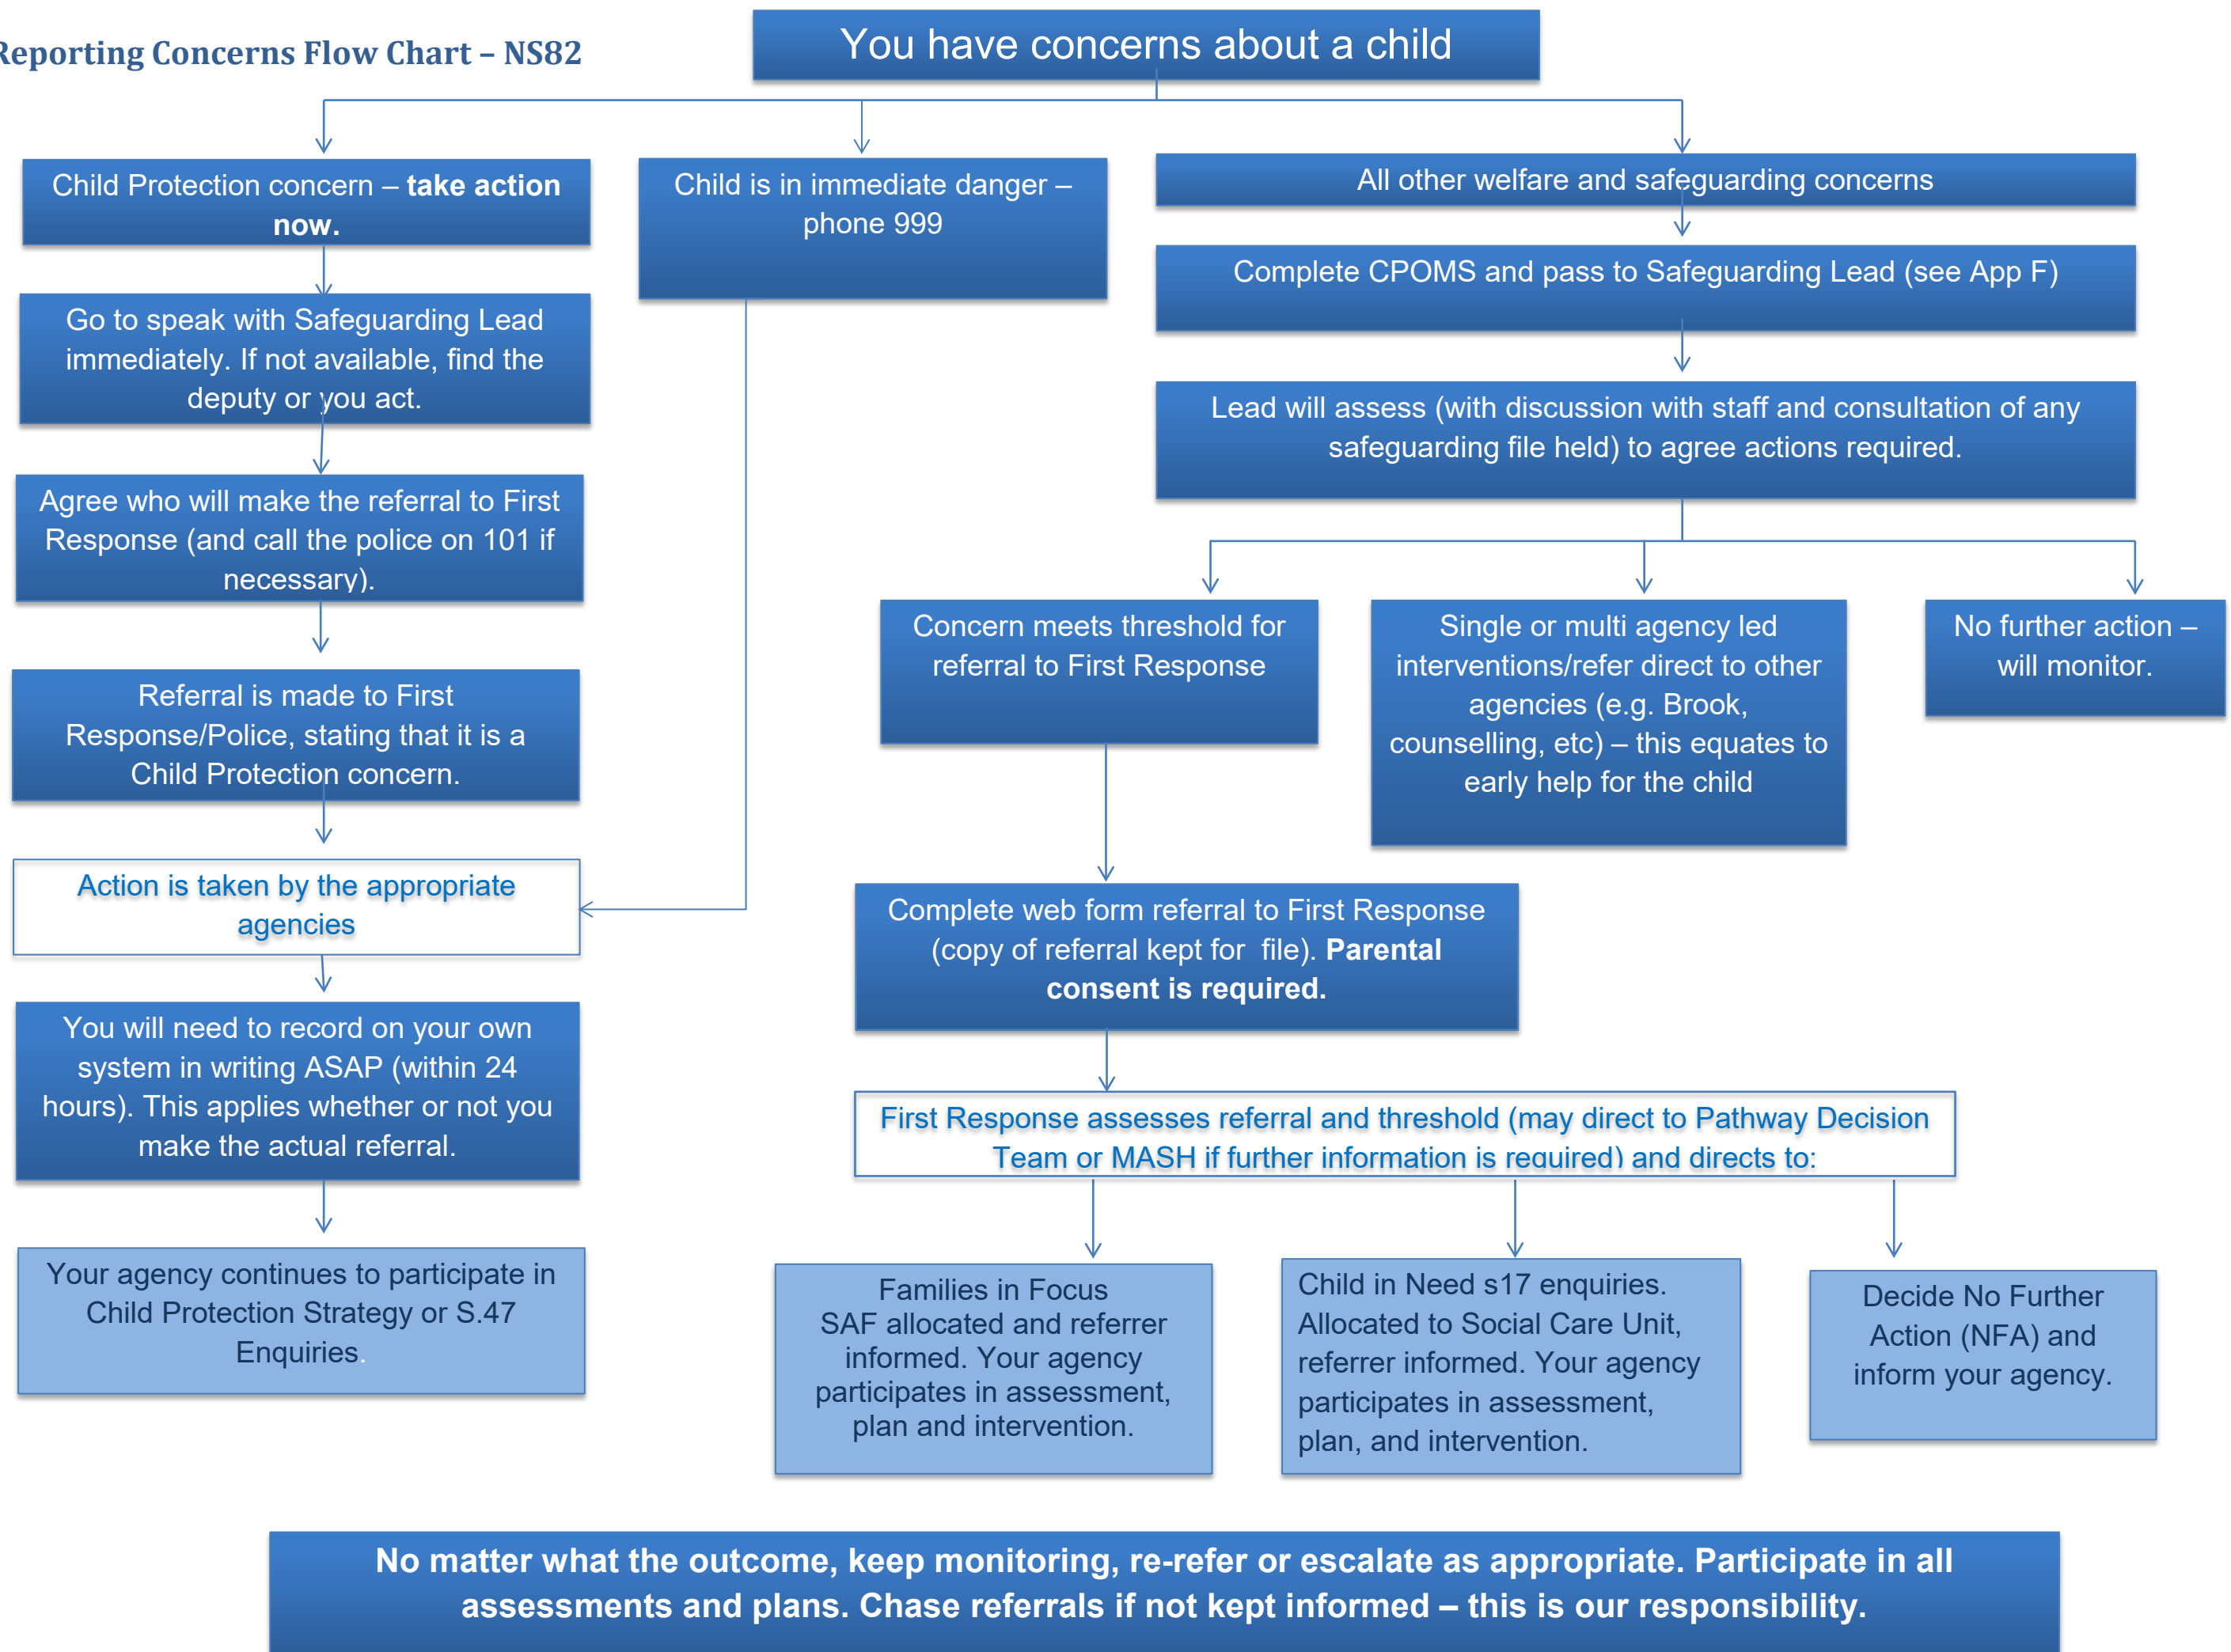 Reporting Concerns Flow Chart – NS82
You have concerns about a child
Child Protection concern – take action
now.
Go to speak with Safeguarding Lead
immediately. If not available, find the
deputy or you act.
Agree who will make the referral to First
Response (and call the police on 101 if
necessary).
Referral is made to First
Response/Police, stating that it is a
Child Protection concern.
Action is taken by the appropriate
agencies
You will need to record on your own
system in writing ASAP (within 24
hours). This applies whether or not you
make the actual referral.
Your agency continues to participate in
Child Protection Strategy or S.47
Enquiries.
Child is in immediate danger –
phone 999
All other welfare and safeguarding concerns
Complete CPOMS and pass to Safeguarding Lead (see App F)
Lead will assess (with discussion with staff and consultation of any
safeguarding file held) to agree actions required.
Concern meets threshold for
referral to First Response
Single or multi agency led
interventions/refer direct to other
agencies (e.g. Brook,
counselling, etc) – this equates to
early help for the child
No further action –
will monitor.
Complete web form referral to First Response
(copy of referral kept for file). Parental
consent is required.
First Response assesses referral and threshold (may direct to Pathway Decision
Team or MASH if further information is required) and directs to:
Families in Focus
SAF allocated and referrer
informed. Your agency
participates in assessment,
plan and intervention.
Child in Need s17 enquiries.
Allocated to Social Care Unit,
referrer informed. Your agency
participates in assessment,
plan, and intervention.
Decide No Further
Action (NFA) and
inform your agency.
No matter what the outcome, keep monitoring, re-refer or escalate as appropriate. Participate in all
assessments and plans. Chase referrals if not kept informed – this is our responsibility.